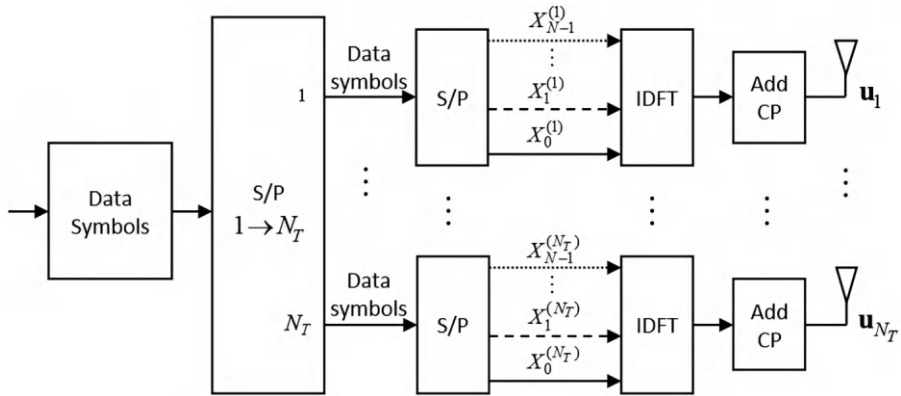 Data
Symbols
S/P
1 → N_T
1
N_T
Data
symbols
S/P
X_{N-1}^{(1)}
⋮
X_1^{(1)}
X_0^{(1)}
IDFT
Add
CP
u_1
⋮ ⋮ ⋮ ⋮ ⋮
Data
symbols
S/P
X_{N-1}^{(N_T)}
⋮
X_1^{(N_T)}
X_0^{(N_T)}
IDFT
Add
CP
u_{N_T}